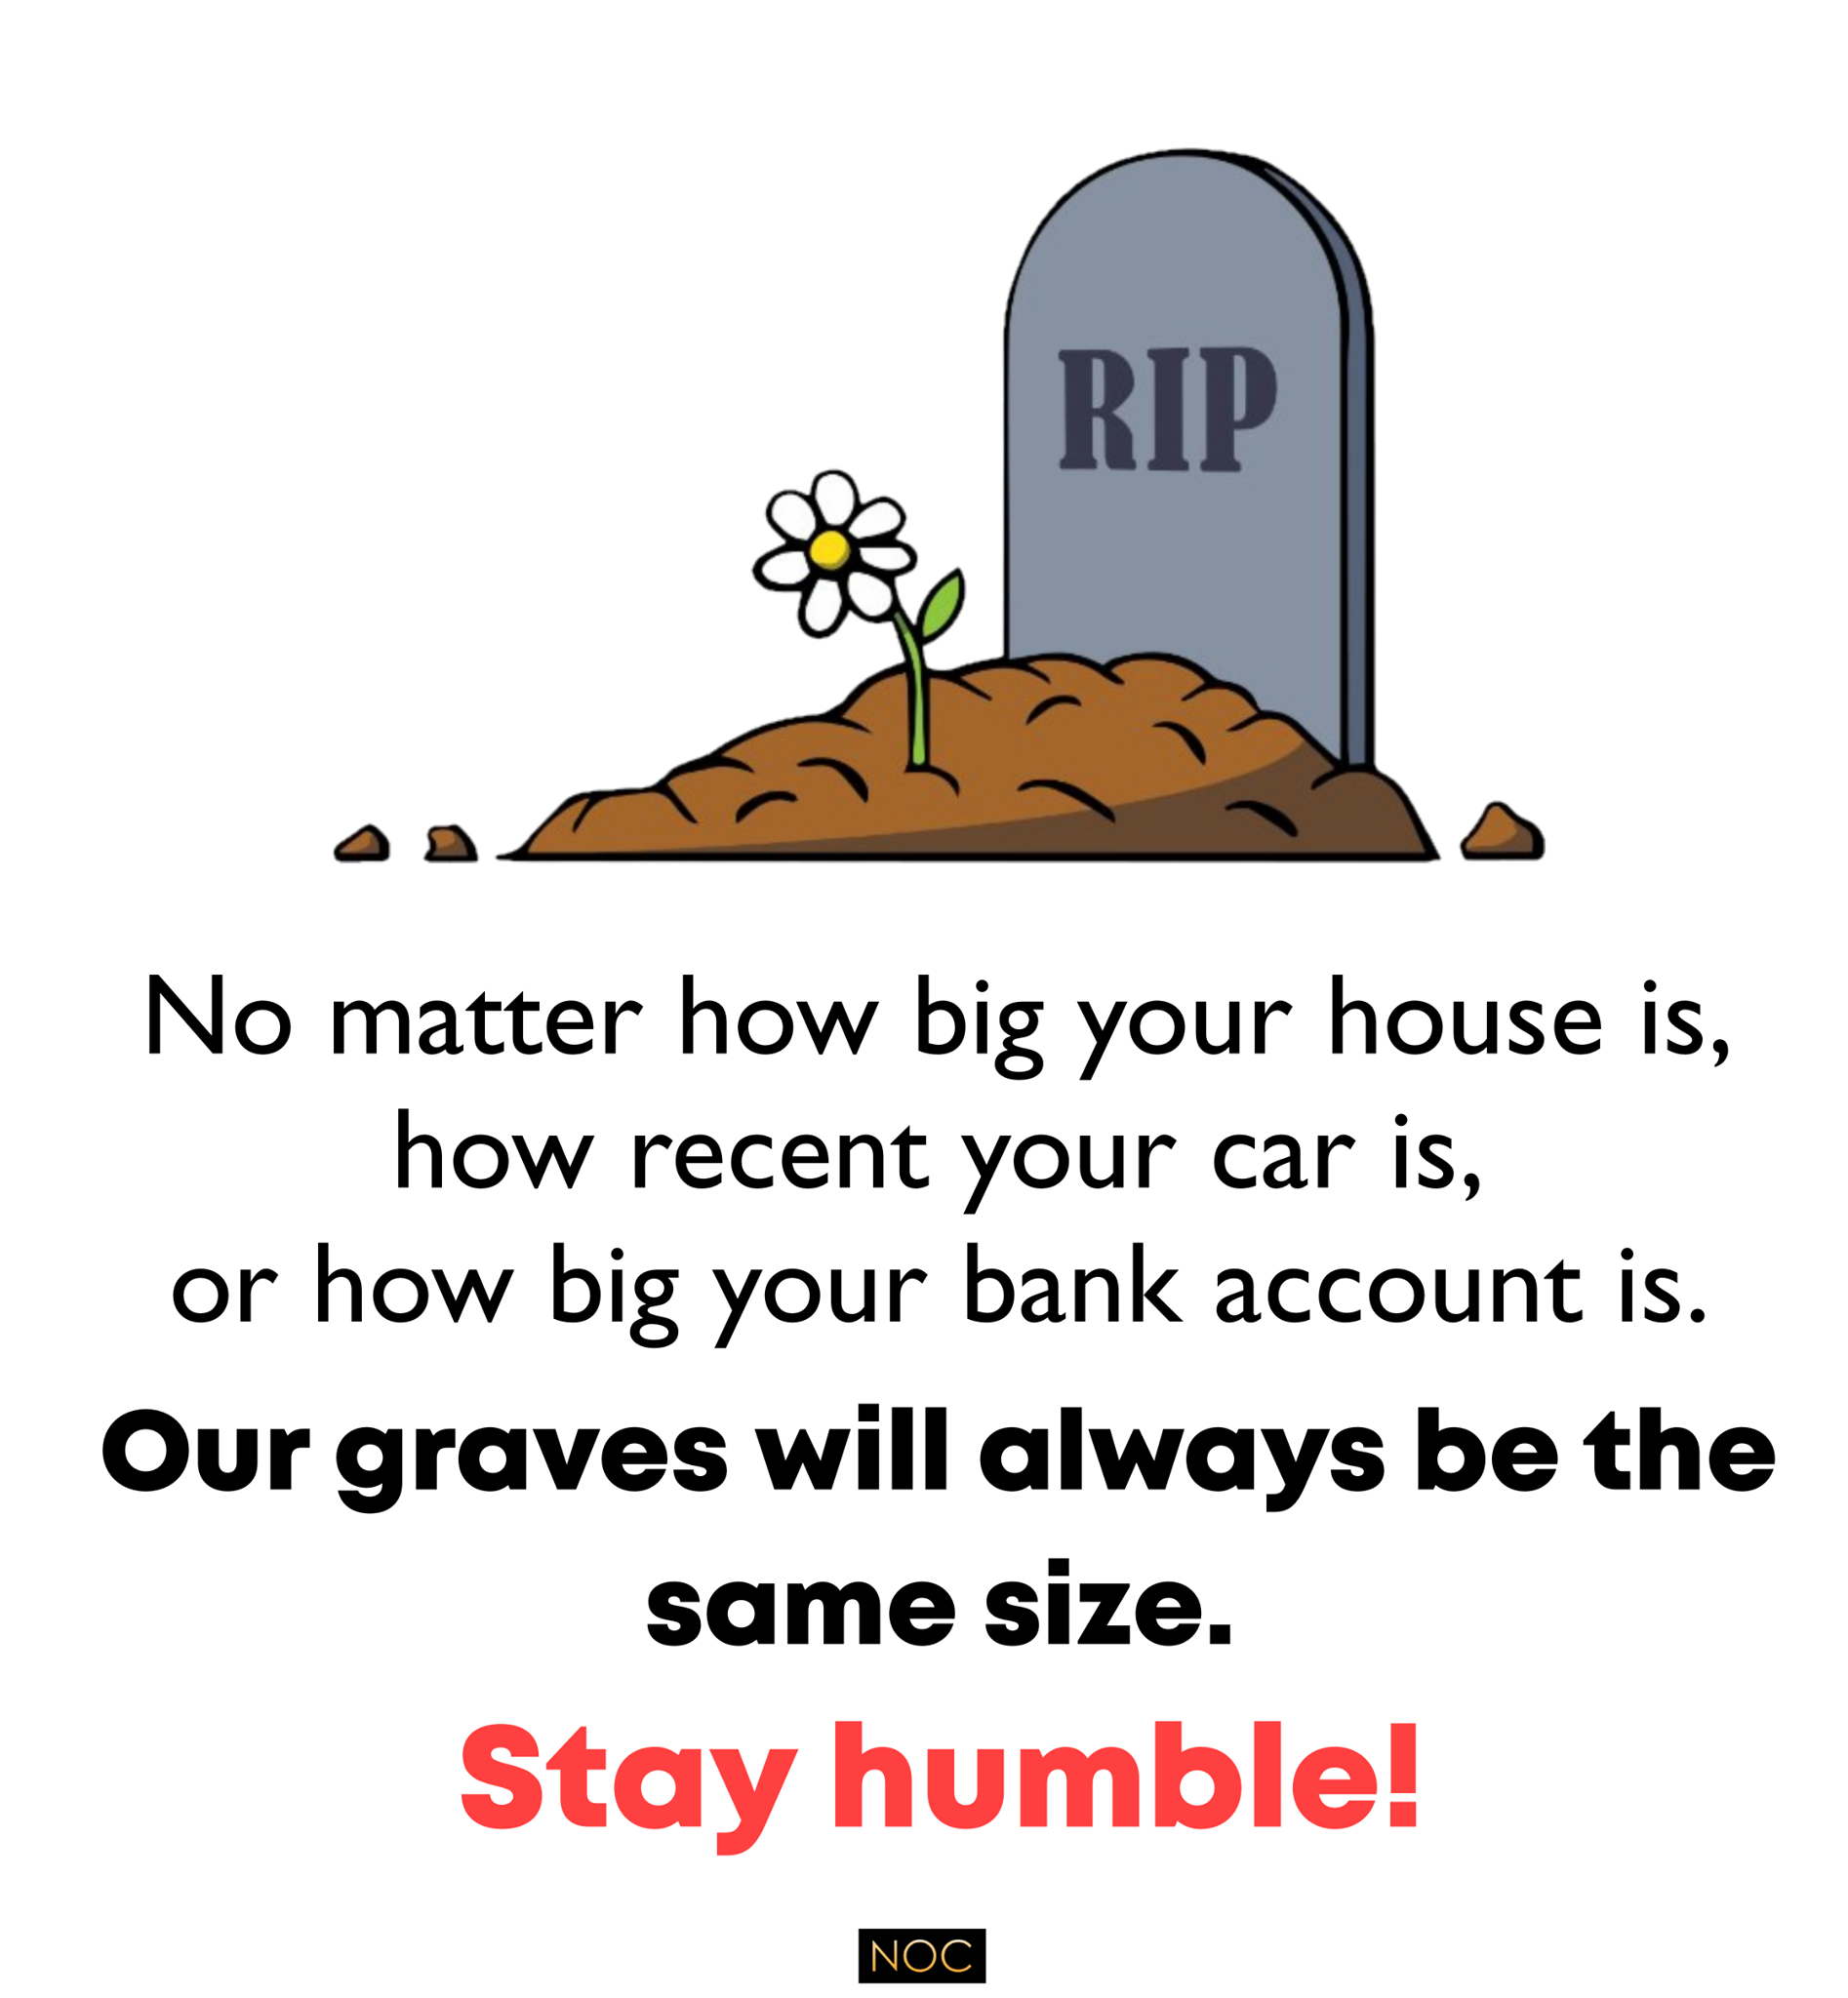 RIP
No matter how big your house is,
how recent your car is,
or how big your bank account is.
Our graves will always be the
same size.
Stay humble!
NOC